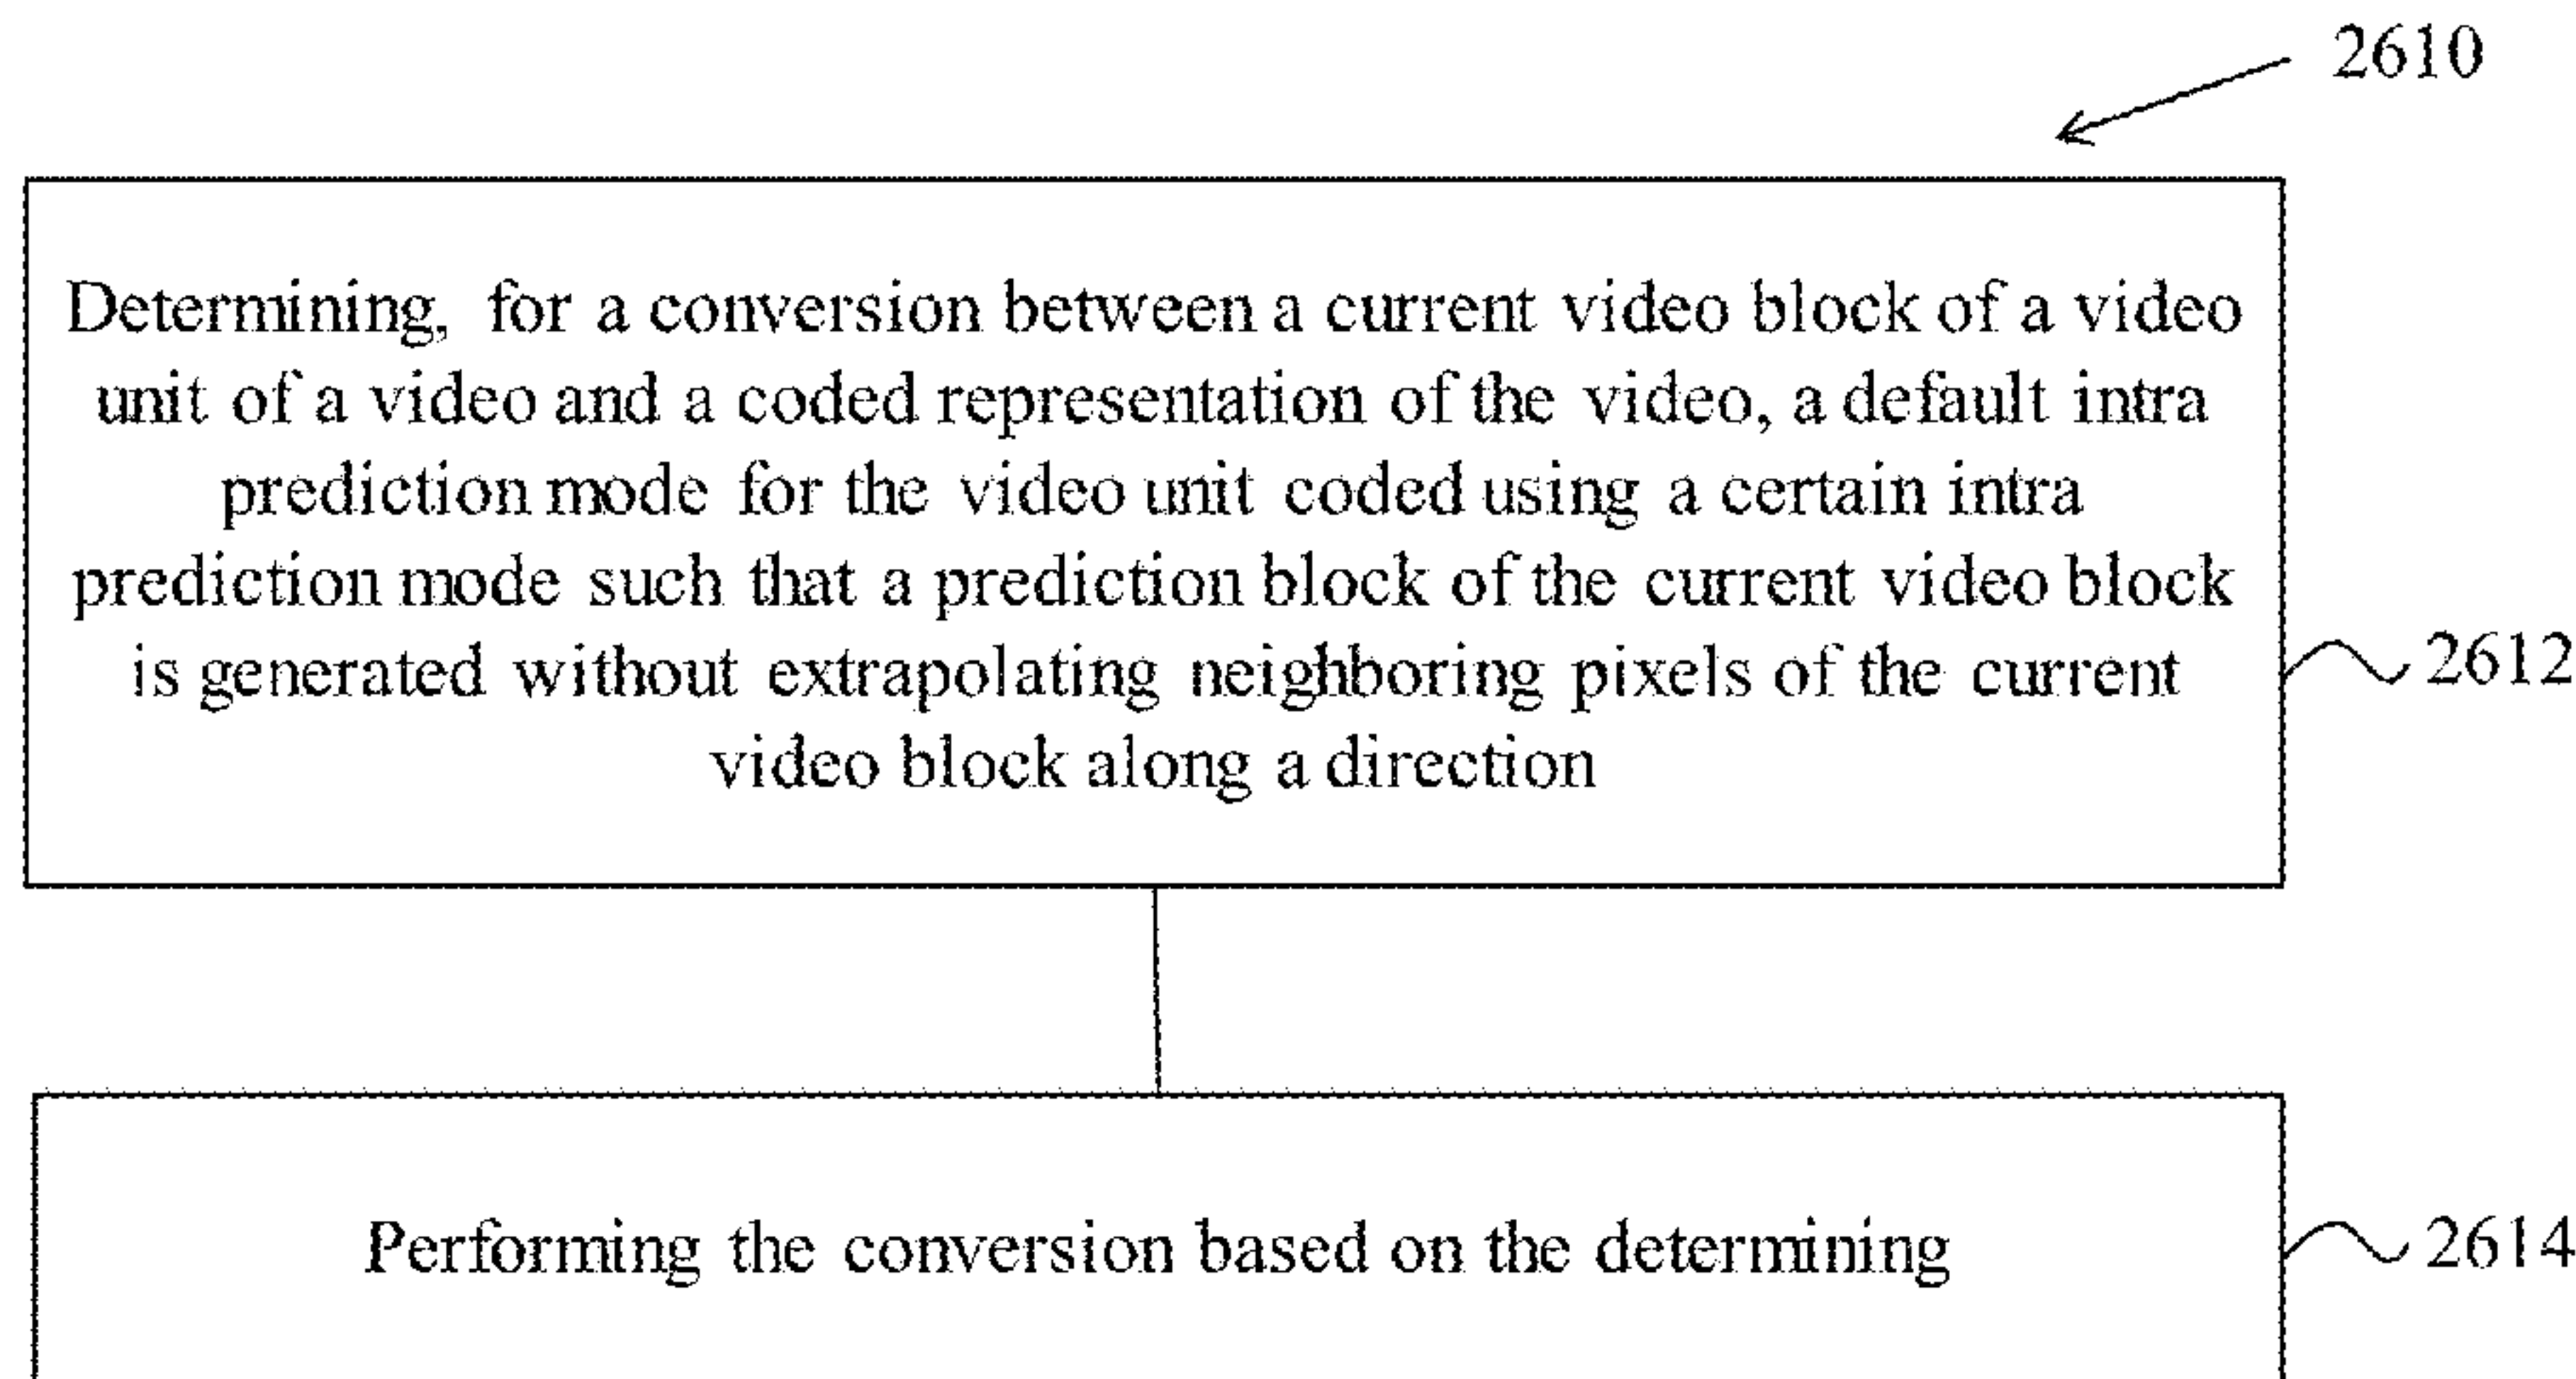 2610
Determining, for a conversion between a current video block of a video
unit of a video and a coded representation of the video, a default intra
prediction mode for the video unit coded using a certain intra
prediction mode such that a prediction block of the current video block
is generated without extrapolating neighboring pixels of the current
video block along a direction
2612
Performing the conversion based on the determining
2614